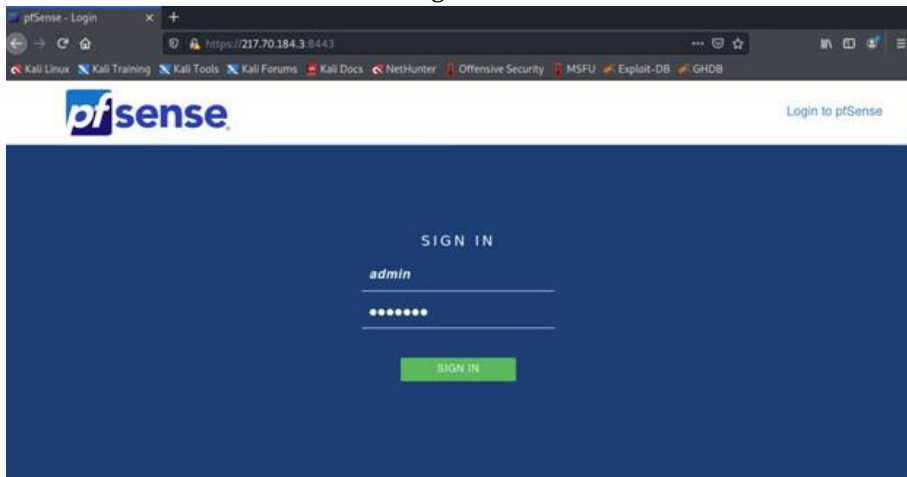 pfSense - Login × +
https://217.70.184.3:8443
Kali Linux Kali Training Kali Tools Kali Forums Kali Docs NetHunter Offensive Security MSFU Exploit-DB GHDB
pfsense
Login to pfSense
SIGN IN
admin
•••••••
SIGN IN